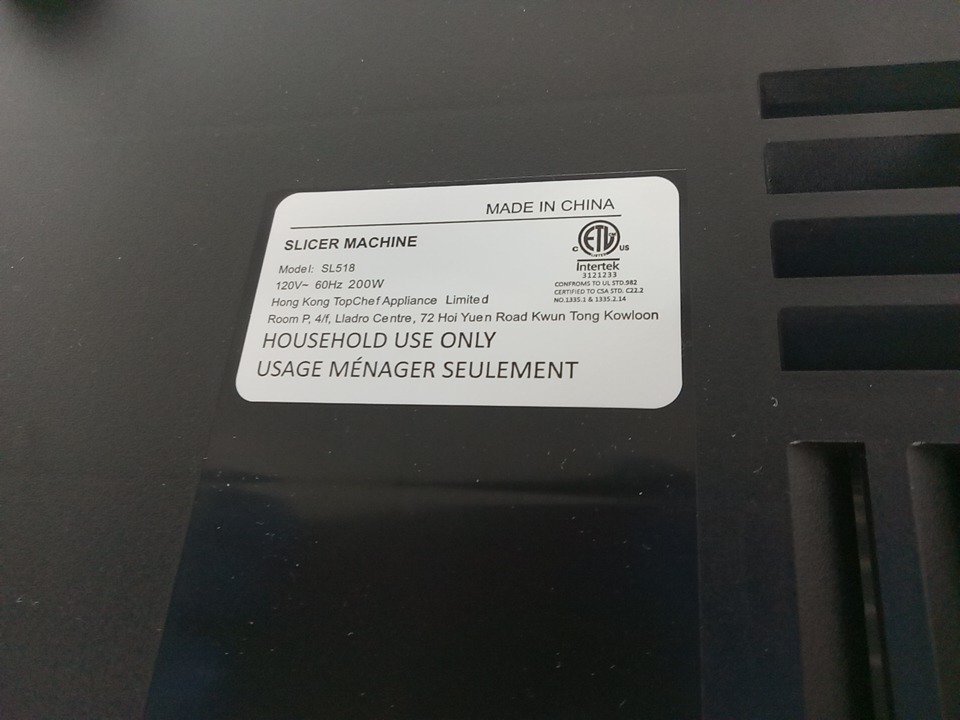 MADE IN CHINA
SLICER MACHINE
Model: SL518
120V~ 60Hz 200W
C ETL US
Intertek
3121233
CONFROMS TO UL STD.982
CERTIFIED TO CSA STD. C22.2
NO.1335.1 & 1335.2.14
Hong Kong TopChef Appliance Limited
Room P, 4/f, Lladro Centre, 72 Hoi Yuen Road Kwun Tong Kowloon
HOUSEHOLD USE ONLY
USAGE MÉNAGER SEULEMENT